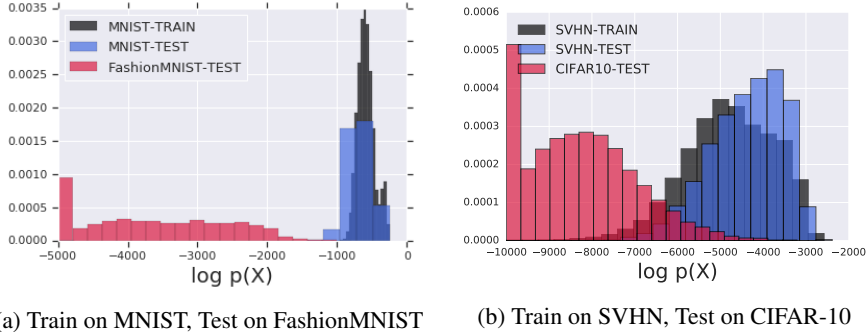 0.0035
0.0030
0.0025
0.0020
0.0015
0.0010
0.0005
0.0000
MNIST-TRAIN
MNIST-TEST
FashionMNIST-TEST
−5000 −4000 −3000 −2000 −1000 0
log p(X)
(a) Train on MNIST, Test on FashionMNIST
0.0006
0.0005
0.0004
0.0003
0.0002
0.0001
0.0000
SVHN-TRAIN
SVHN-TEST
CIFAR10-TEST
−10000 −9000 −8000 −7000 −6000 −5000 −4000 −3000 −2000
log p(X)
(b) Train on SVHN, Test on CIFAR-10